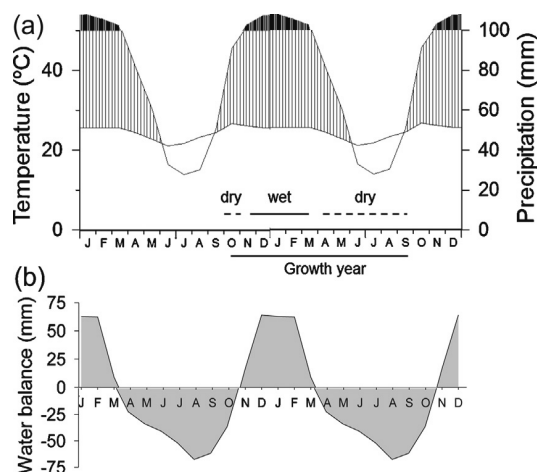 (a)
Temperature (ºC)
Precipitation (mm)
40
20
0
100
80
60
40
20
0
dry wet dry
J F M A M J J A S O N D J F M A M J J A S O N D
Growth year
(b)
Water balance (mm)
75
50
25
0
-25
-50
-75
J F M A M J J A S O N D J F M A M J J A S O N D